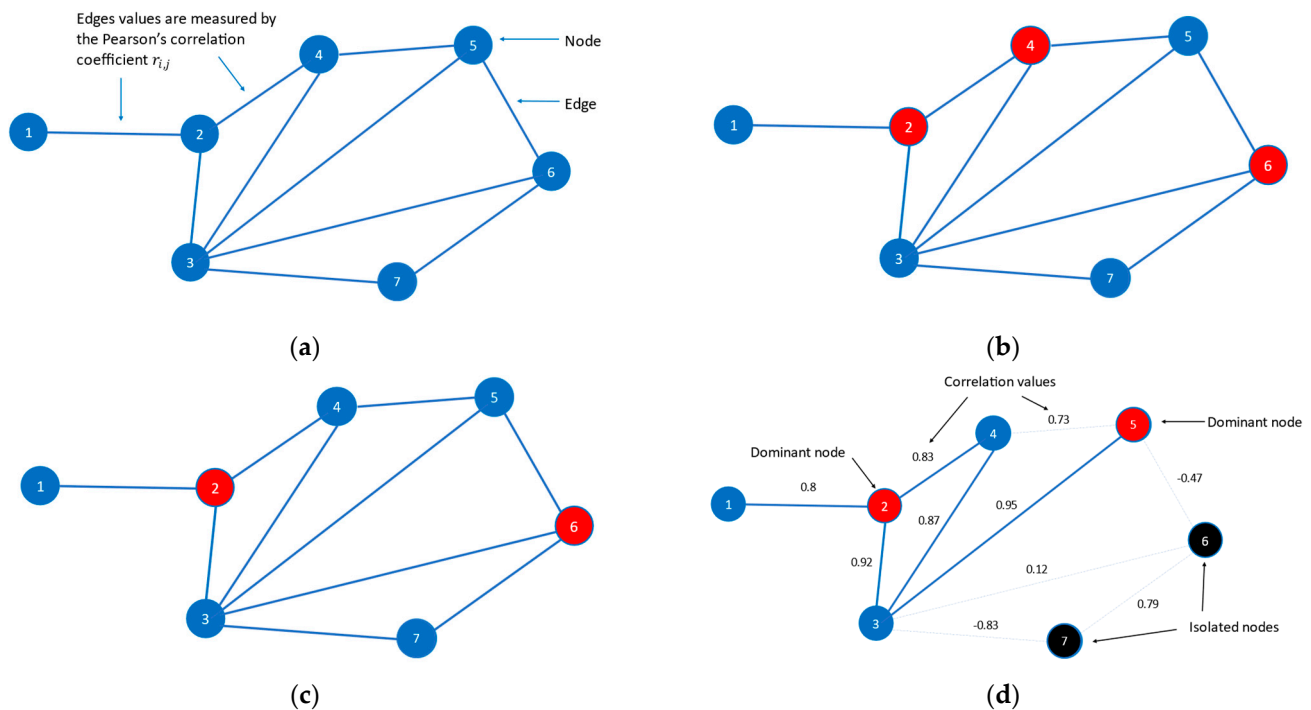 Edges values are measured by
the Pearson's correlation
coefficient r_{i,j}
4
5
Node
Edge
1
2
6
3
7
(a)
4
5
1
2
6
3
7
(b)
4
5
1
2
6
3
7
(c)
Correlation values
0.73
4
5
Dominant node
0.83
Dominant node
-0.47
0.8
1
2
0.95
0.87
6
0.92
0.12
0.79
3
-0.83
7
Isolated nodes
(d)